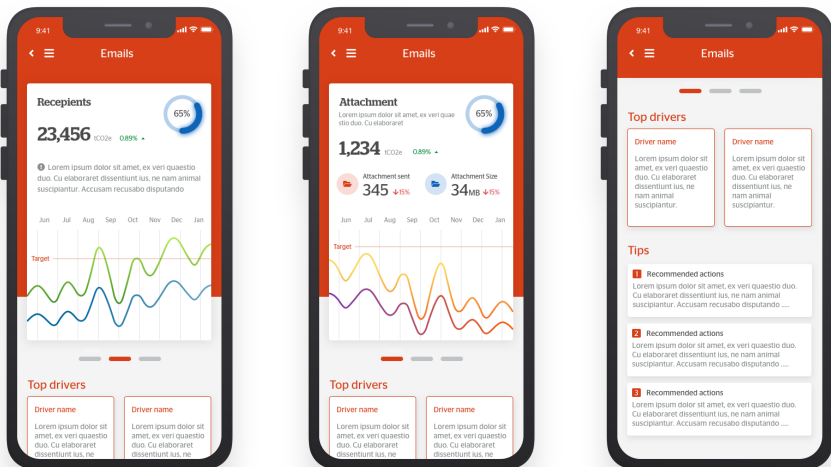 9:41
Emails
Recepients
65%
23,456 tCO2e 0.89%
Lorem ipsum dolor sit amet, ex veri quaestio
duo. Cu elaboraret dissentiunt ius, ne nam animal
suscipiantur. Accusam recusabo disputando
Jun Jul Aug Sep Oct Nov Dec Jan
Target
Top drivers
Driver name
Lorem ipsum dolor sit
amet, ex veri quaestio
duo. Cu elaboraret
dissentiunt ius, ne
Driver name
Lorem ipsum dolor sit
amet, ex veri quaestio
duo. Cu elaboraret
dissentiunt ius, ne
9:41
Emails
Attachment
Lorem ipsum dolor sit amet, ex veri quae
stio duo. Cu elaboraret
65%
1,234 tCO2e 0.89%
Attachment sent
345 15%
Attachment Size
34MB 15%
Jun Jul Aug Sep Oct Nov Dec Jan
Target
Top drivers
Driver name
Lorem ipsum dolor sit
amet, ex veri quaestio
duo. Cu elaboraret
dissentiunt ius, ne
Driver name
Lorem ipsum dolor sit
amet, ex veri quaestio
duo. Cu elaboraret
dissentiunt ius, ne
9:41
Emails
Top drivers
Driver name
Lorem ipsum dolor sit
amet, ex veri quaestio
duo. Cu elaboraret
dissentiunt ius, ne
nam animal
suscipiantur.
Driver name
Lorem ipsum dolor sit
amet, ex veri quaestio
duo. Cu elaboraret
dissentiunt ius, ne
nam animal
suscipiantur.
Tips
1 Recommended actions
Lorem ipsum dolor sit amet, ex veri quaestio duo.
Cu elaboraret dissentiunt ius, ne nam animal
suscipiantur. Accusam recusabo disputando ....
2 Recommended actions
Lorem ipsum dolor sit amet, ex veri quaestio duo.
Cu elaboraret dissentiunt ius, ne nam animal
suscipiantur. Accusam recusabo disputando ....
3 Recommended actions
Lorem ipsum dolor sit amet, ex veri quaestio duo.
Cu elaboraret dissentiunt ius, ne nam animal
suscipiantur. Accusam recusabo disputando ....